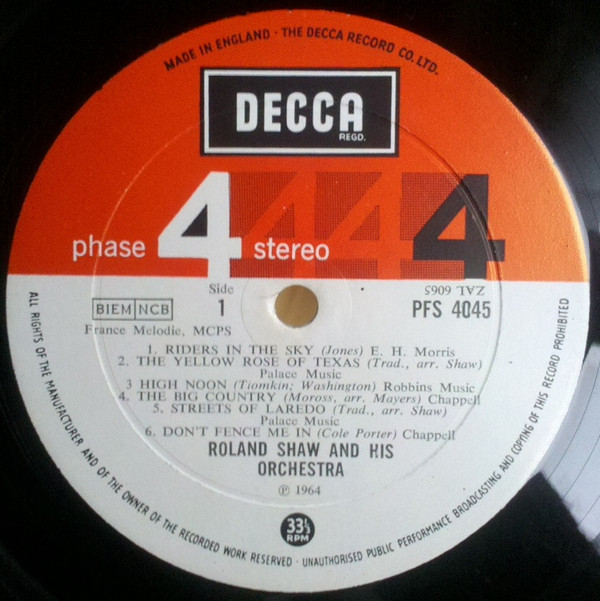 MADE IN ENGLAND · THE DECCA RECORD CO. LTD.
DECCA
REGD.
phase 4 stereo 4 4 4
Side
1
BIEM NCB
France Melodie, MCPS
ZAL 6065
PFS 4045
1. RIDERS IN THE SKY (Jones) E. H. Morris
2. THE YELLOW ROSE OF TEXAS (Trad., arr. Shaw)
Palace Music
3 HIGH NOON (Tiomkin; Washington) Robbins Music
4. THE BIG COUNTRY (Moross, arr. Mayers) Chappell
5. STREETS OF LAREDO (Trad., arr. Shaw)
Palace Music
6. DON'T FENCE ME IN (Cole Porter) Chappell
ROLAND SHAW AND HIS
ORCHESTRA
℗ 1964
33⅓
RPM
ALL RIGHTS OF THE MANUFACTURER AND OF THE OWNER OF THE RECORDED WORK RESERVED · UNAUTHORISED PUBLIC PERFORMANCE BROADCASTING AND COPYING OF THIS RECORD PROHIBITED